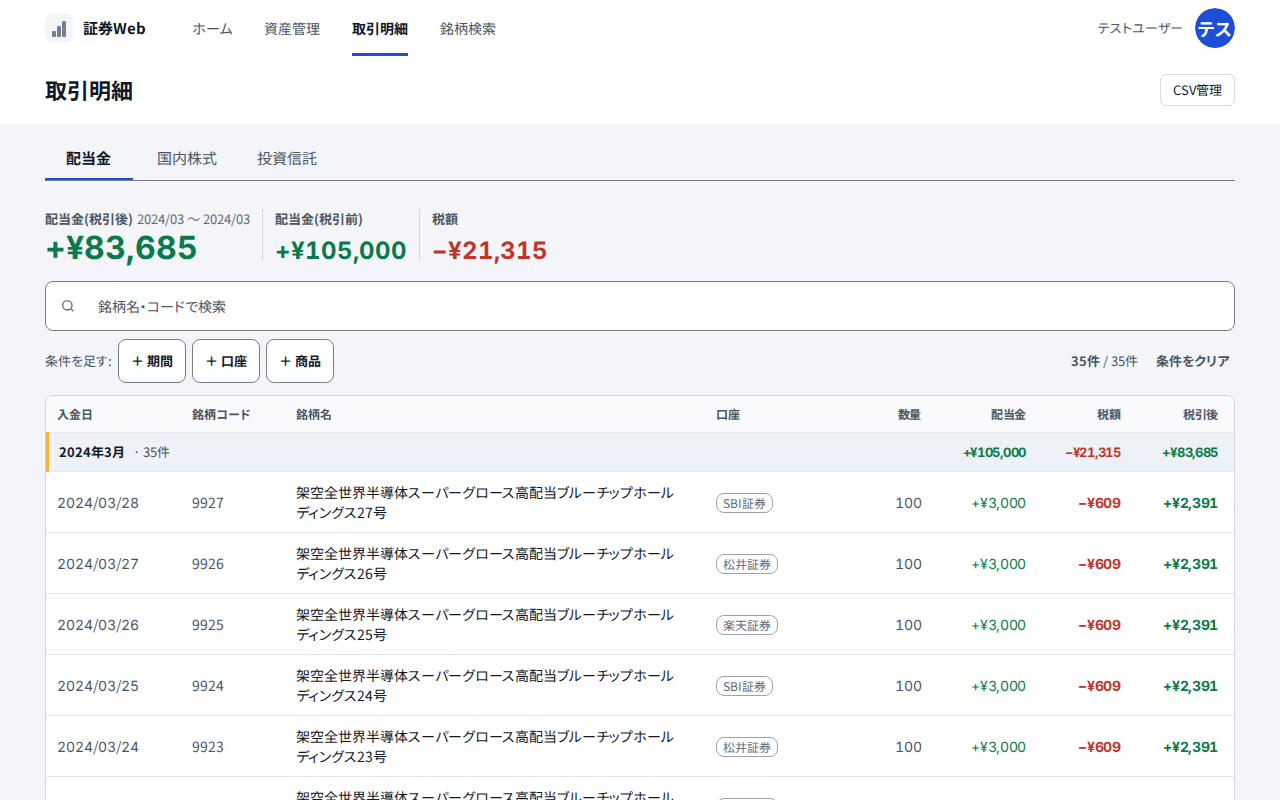 証券Web ホーム 資産管理 取引明細 銘柄検索 テストユーザー テス
取引明細 CSV管理
配当金 国内株式 投資信託
配当金(税引後) 2024/03 〜 2024/03 配当金(税引前) 税額
+¥83,685 +¥105,000 −¥21,315
銘柄名・コードで検索
条件を足す: ＋ 期間 ＋ 口座 ＋ 商品 35件 / 35件 条件をクリア
入金日 銘柄コード 銘柄名 口座 数量 配当金 税額 税引後
2024年3月 · 35件 +¥105,000 −¥21,315 +¥83,685
2024/03/28 9927 架空全世界半導体スーパーグロース高配当ブルーチップホール
ディングス27号 SBI証券 100 +¥3,000 −¥609 +¥2,391
2024/03/27 9926 架空全世界半導体スーパーグロース高配当ブルーチップホール
ディングス26号 松井証券 100 +¥3,000 −¥609 +¥2,391
2024/03/26 9925 架空全世界半導体スーパーグロース高配当ブルーチップホール
ディングス25号 楽天証券 100 +¥3,000 −¥609 +¥2,391
2024/03/25 9924 架空全世界半導体スーパーグロース高配当ブルーチップホール
ディングス24号 SBI証券 100 +¥3,000 −¥609 +¥2,391
2024/03/24 9923 架空全世界半導体スーパーグロース高配当ブルーチップホール
ディングス23号 松井証券 100 +¥3,000 −¥609 +¥2,391
架空全世界半導体スーパーグロース高配当ブルーチップホール